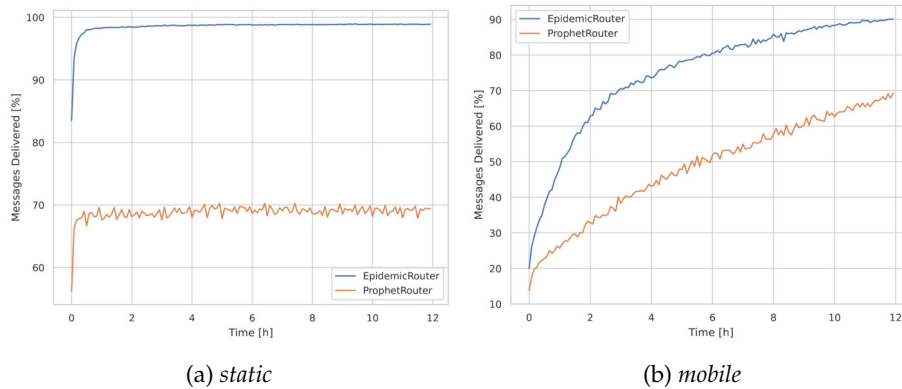 Messages Delivered [%]
100
90
80
70
60
0 2 4 6 8 10 12
Time [h]
EpidemicRouter
ProphetRouter
(a) static
Messages Delivered [%]
90
80
70
60
50
40
30
20
10
0 2 4 6 8 10 12
Time [h]
EpidemicRouter
ProphetRouter
(b) mobile